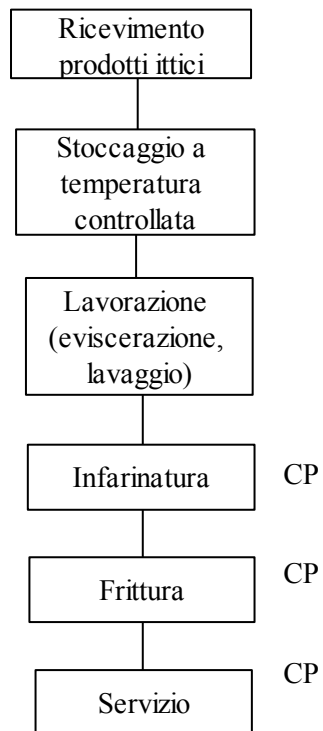 Ricevimento
prodotti ittici
Stoccaggio a
temperatura
controllata
Lavorazione
(eviscerazione,
lavaggio)
Infarinatura CP
Frittura CP
Servizio CP